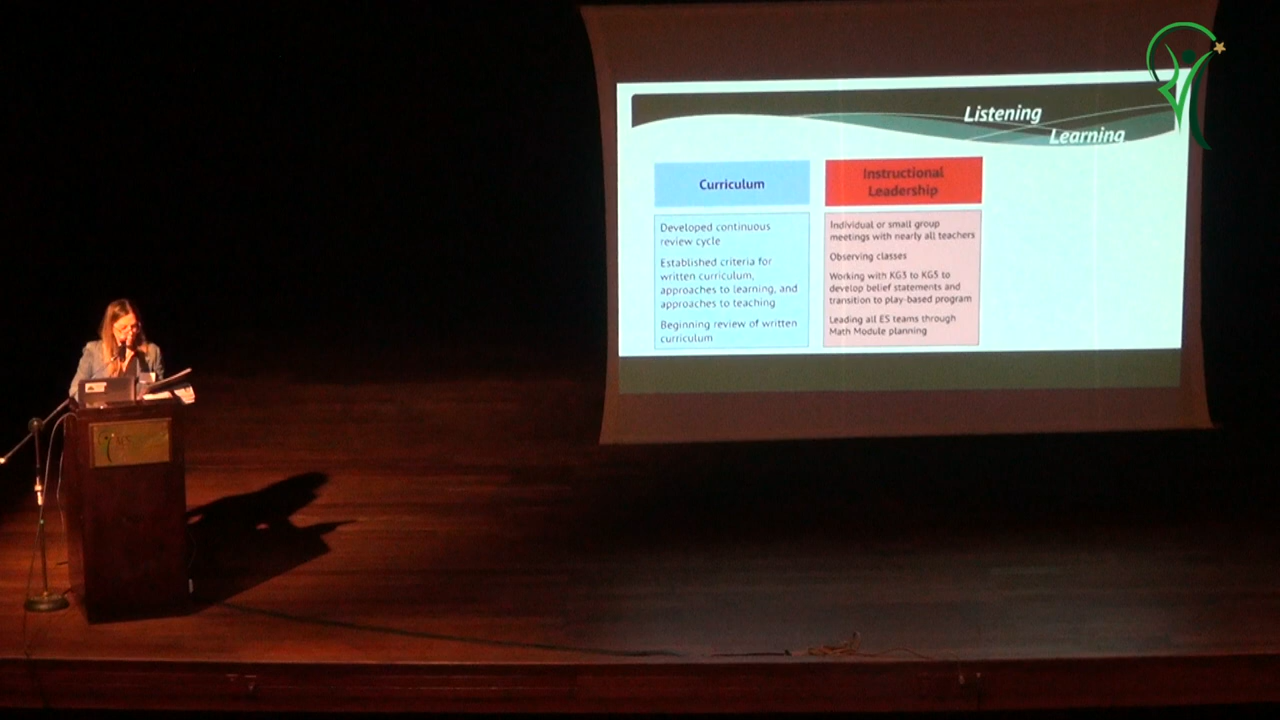 Listening
Learning
Curriculum
Developed continuous
review cycle
Established criteria for
written curriculum,
approaches to learning, and
approaches to teaching
Beginning review of written
curriculum
Instructional
Leadership
Individual or small group
meetings with nearly all teachers
Observing classes
Working with KG3 to KG5 to
develop belief statements and
transition to play-based program
Leading all ES teams through
Math Module planning